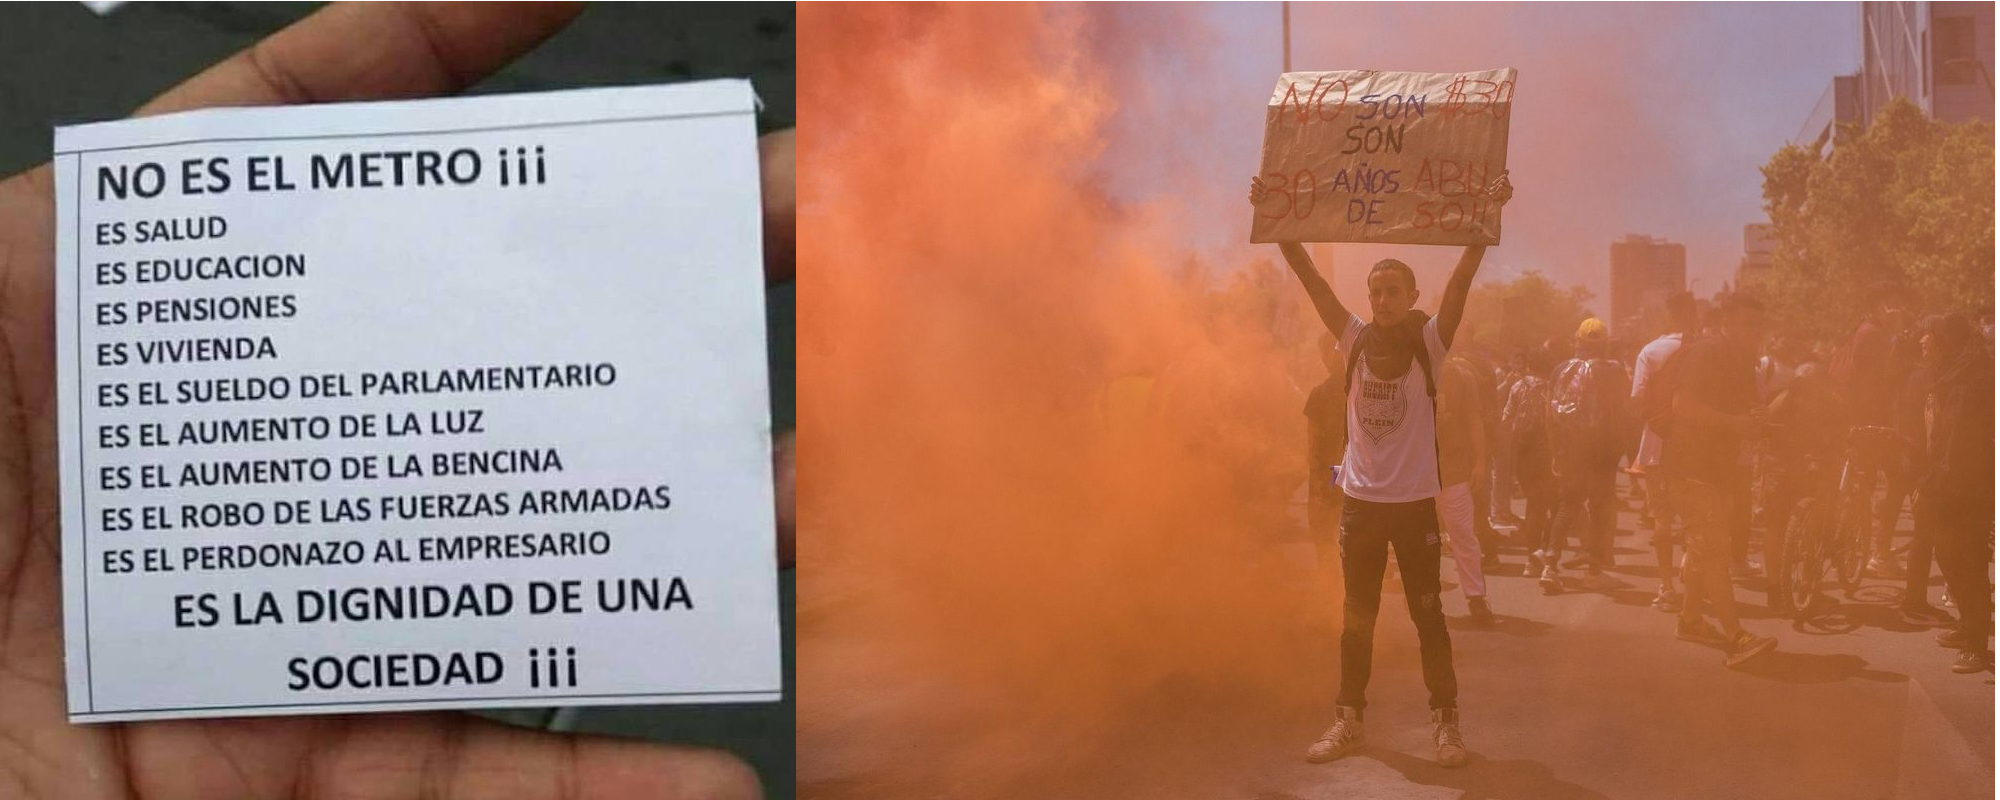 NO ES EL METRO ¡¡¡
ES SALUD
ES EDUCACION
ES PENSIONES
ES VIVIENDA
ES EL SUELDO DEL PARLAMENTARIO
ES EL AUMENTO DE LA LUZ
ES EL AUMENTO DE LA BENCINA
ES EL ROBO DE LAS FUERZAS ARMADAS
ES EL PERDONAZO AL EMPRESARIO
ES LA DIGNIDAD DE UNA
SOCIEDAD ¡¡¡
NO SON $30
SON
30 AÑOS ABU
DE SO!!
PLEIN